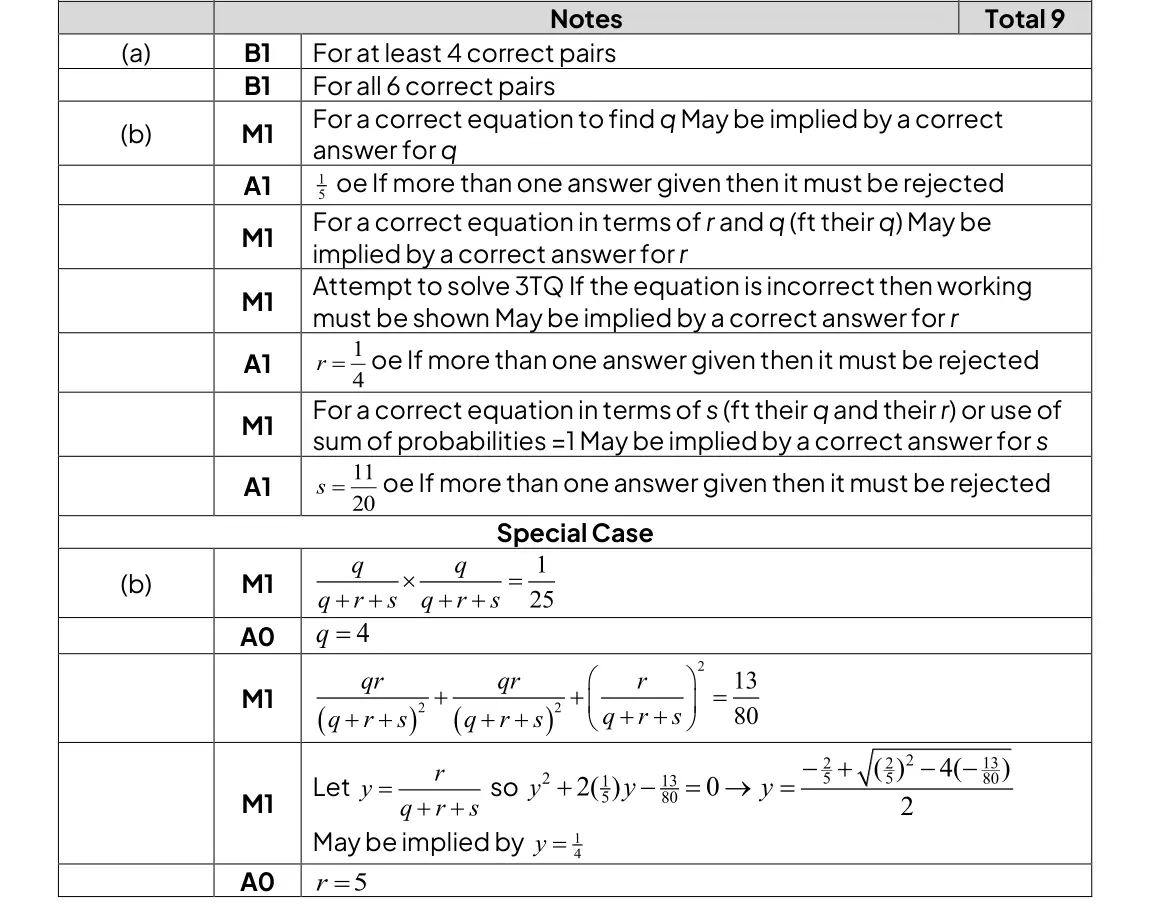 Notes Total 9
(a) B1 For at least 4 correct pairs
B1 For all 6 correct pairs
(b) M1 For a correct equation to find q May be implied by a correct
answer for q
A1 1/5 oe If more than one answer given then it must be rejected
M1 For a correct equation in terms of r and q (ft their q) May be
implied by a correct answer for r
M1 Attempt to solve 3TQ If the equation is incorrect then working
must be shown May be implied by a correct answer for r
A1 r = 1/4 oe If more than one answer given then it must be rejected
M1 For a correct equation in terms of s (ft their q and their r) or use of
sum of probabilities =1 May be implied by a correct answer for s
A1 s = 11/20 oe If more than one answer given then it must be rejected
Special Case
(b) M1 q/(q+r+s) × q/(q+r+s) = 1/25
A0 q = 4
M1 qr/(q+r+s)² + qr/(q+r+s)² + (r/(q+r+s))² = 13/80
M1 Let y = r/(q+r+s) so y² + 2(1/5)y − 13/80 = 0 → y = (−2/5 + √((2/5)² − 4(−13/80)))/2
May be implied by y = 1/4
A0 r = 5